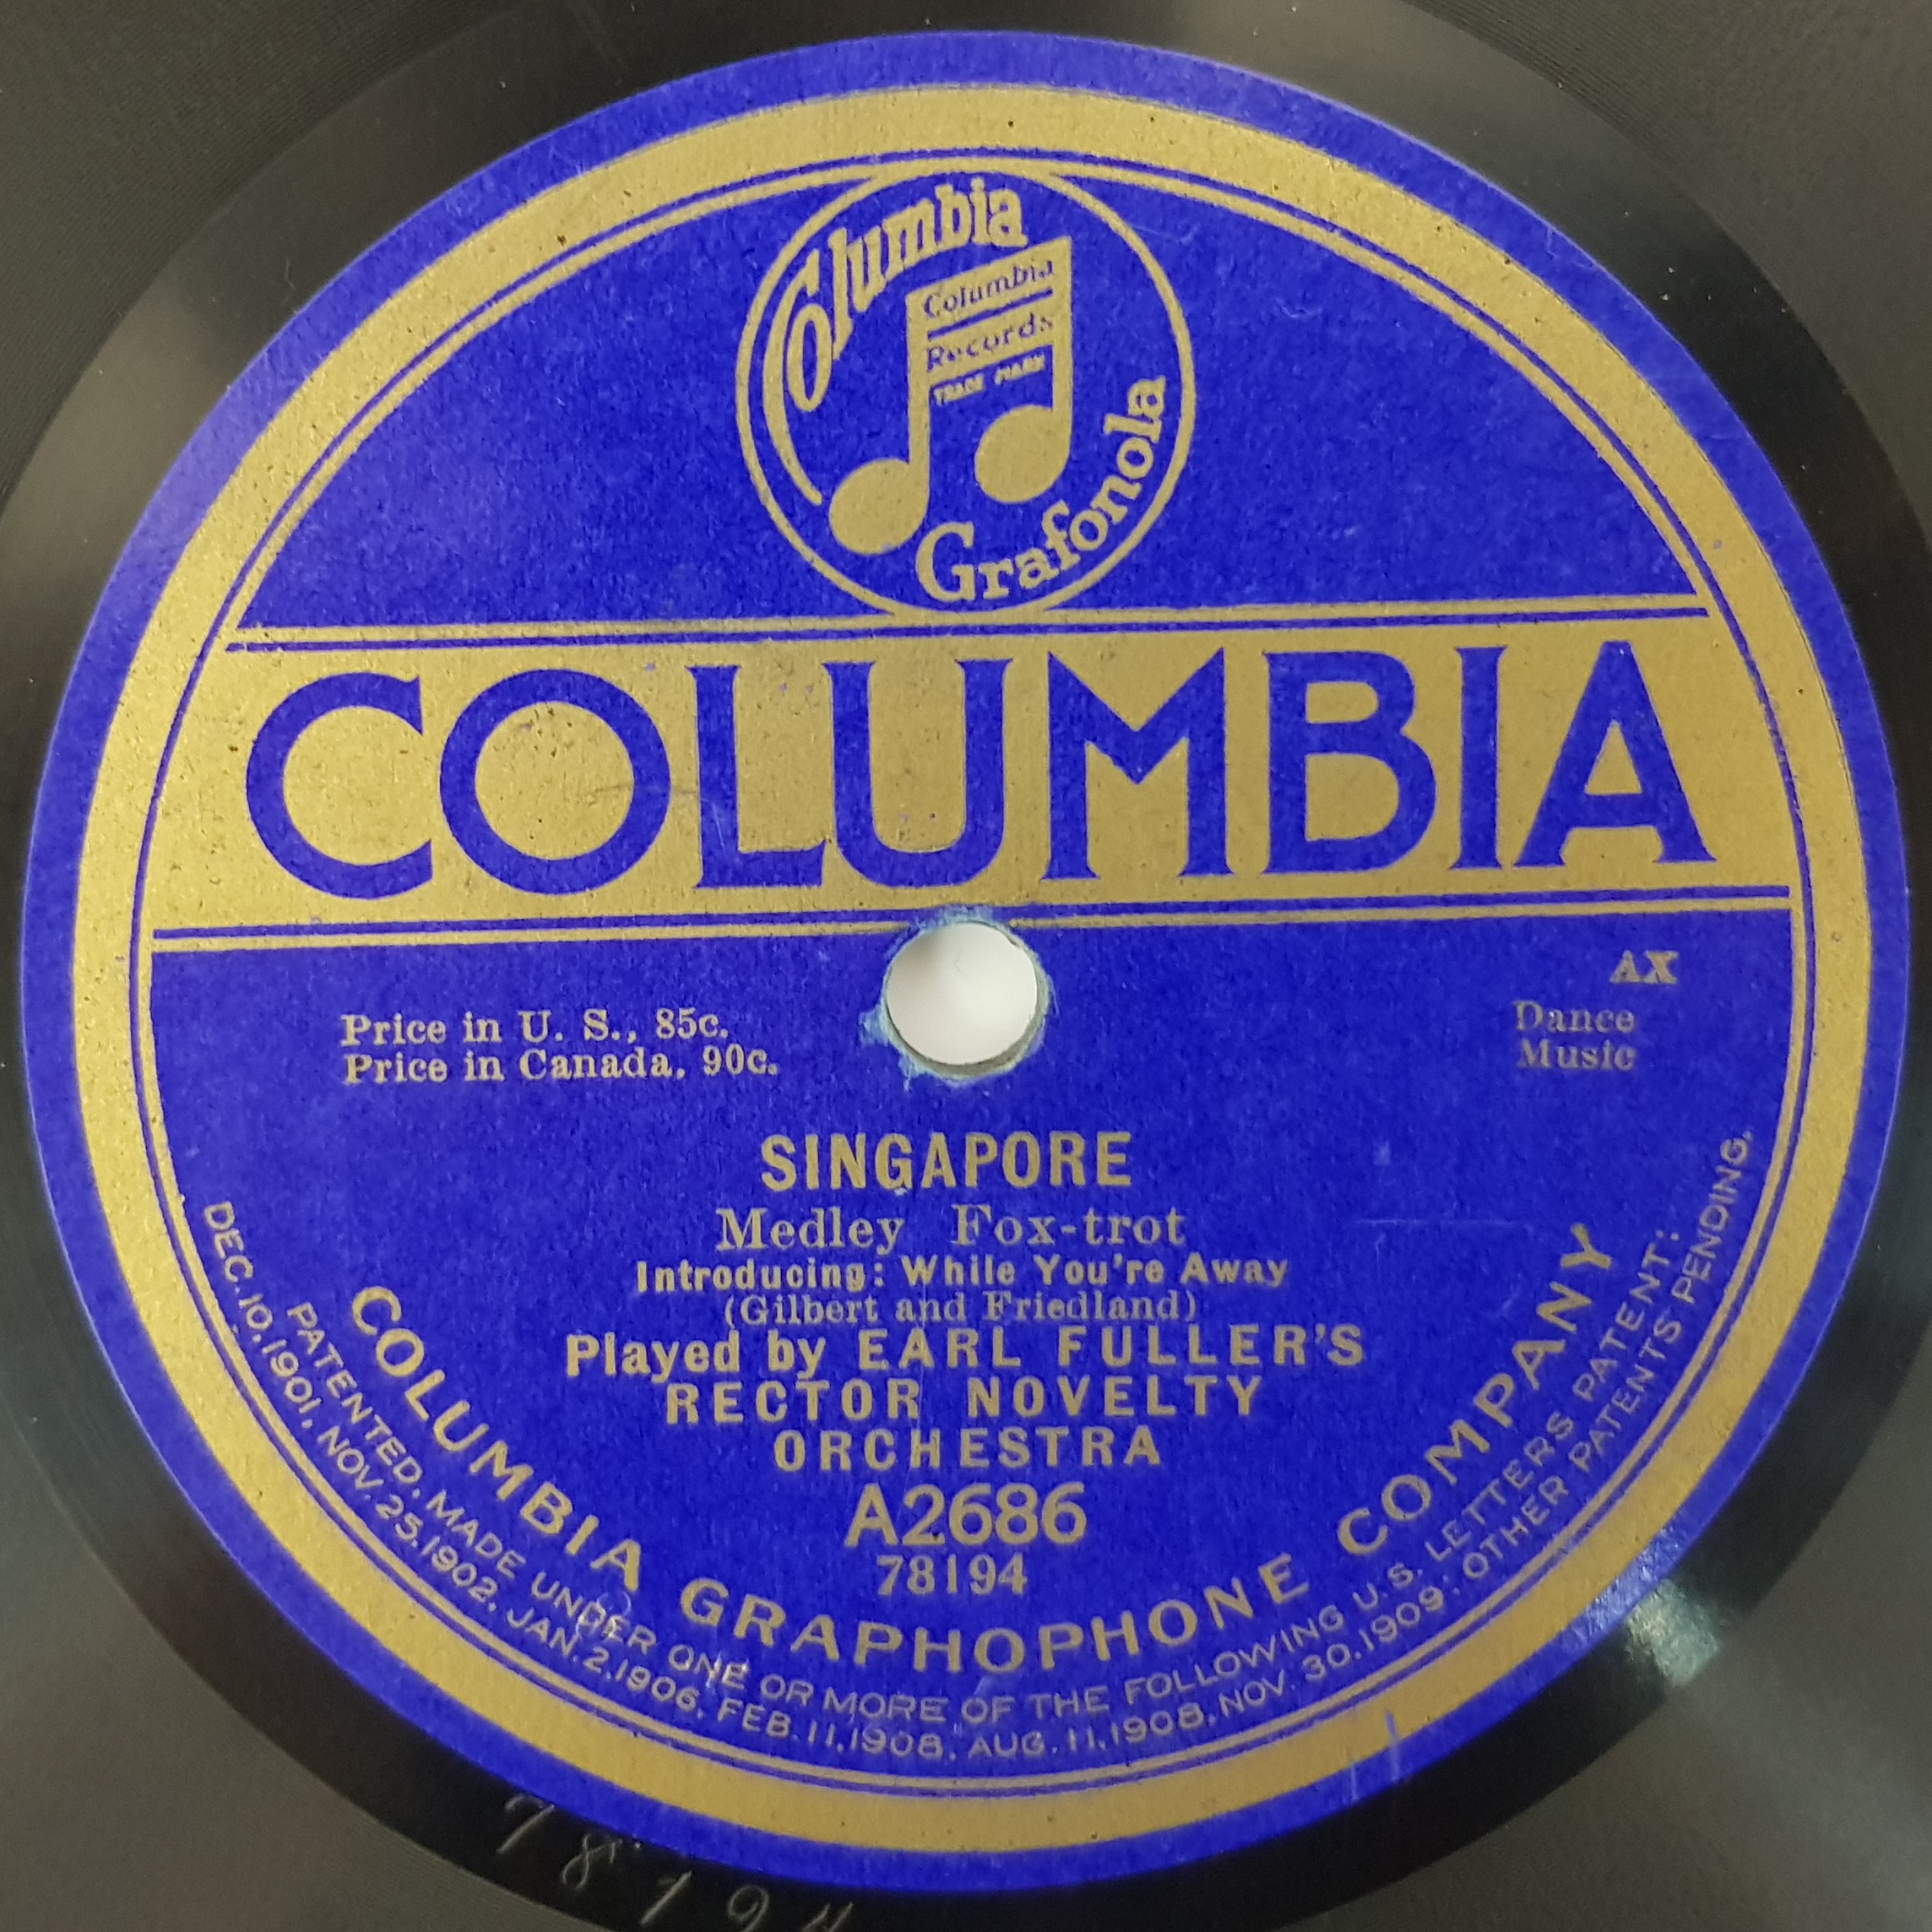 Columbia
Columbia
Records
TRADE MARK
Grafonola
COLUMBIA
AX
Price in U. S., 85c.
Price in Canada, 90c.
Dance
Music
SINGAPORE
Medley Fox-trot
Introducing: While You're Away
(Gilbert and Friedland)
Played by EARL FULLER'S
RECTOR NOVELTY
ORCHESTRA
A2686
78194
COLUMBIA GRAPHOPHONE COMPANY
PATENTED. MADE UNDER ONE OR MORE OF THE FOLLOWING U.S. LETTERS PATENT:
DEC.10,1901, NOV.25,1902, JAN.2,1906, FEB.11,1908, AUG.11,1908, NOV.30,1909; OTHER PATENTS PENDING.
78194